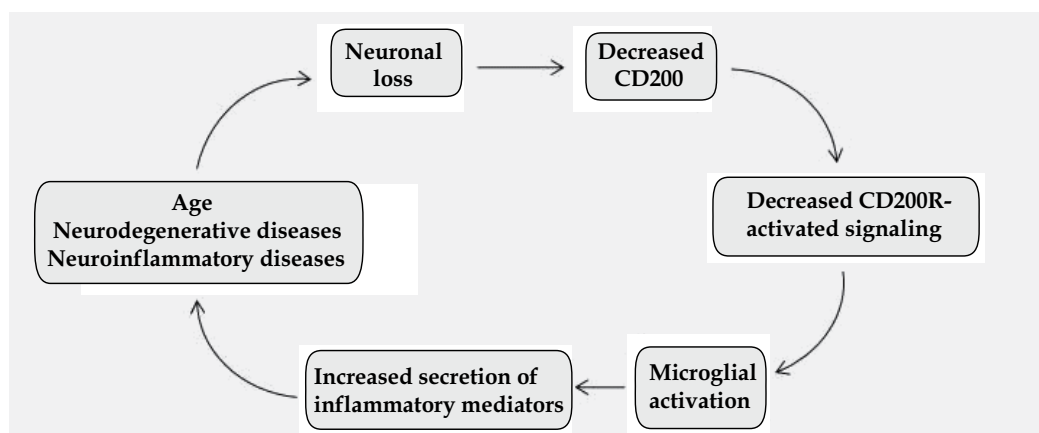 Neuronal
loss
Decreased
CD200
Decreased CD200R-
activated signaling
Microglial
activation
Increased secretion of
inflammatory mediators
Age
Neurodegenerative diseases
Neuroinflammatory diseases